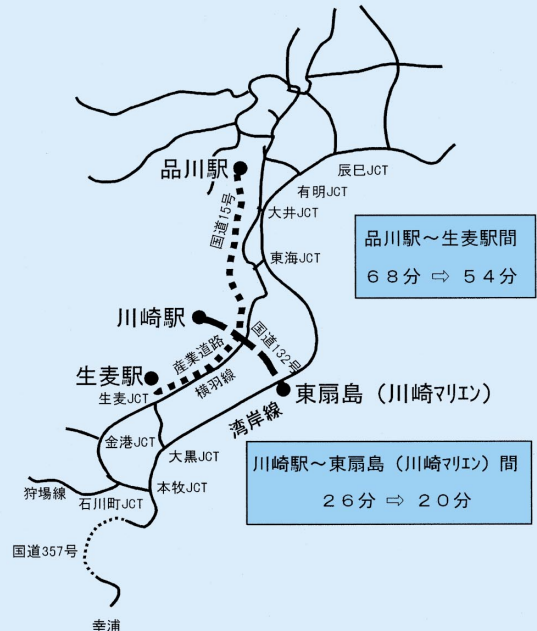 辰巳JCT
品川駅
有明JCT
国道15号
大井JCT
品川駅～生麦駅間
68分 ⇨ 54分
東海JCT
川崎駅
国道132号
産業道路
生麦駅
横羽線
生麦JCT
東扇島（川崎ﾏﾘｴﾝ）
湾岸線
金港JCT
大黒JCT
川崎駅～東扇島（川崎ﾏﾘｴﾝ）間
26分 ⇨ 20分
狩場線
本牧JCT
石川町JCT
国道357号
幸浦